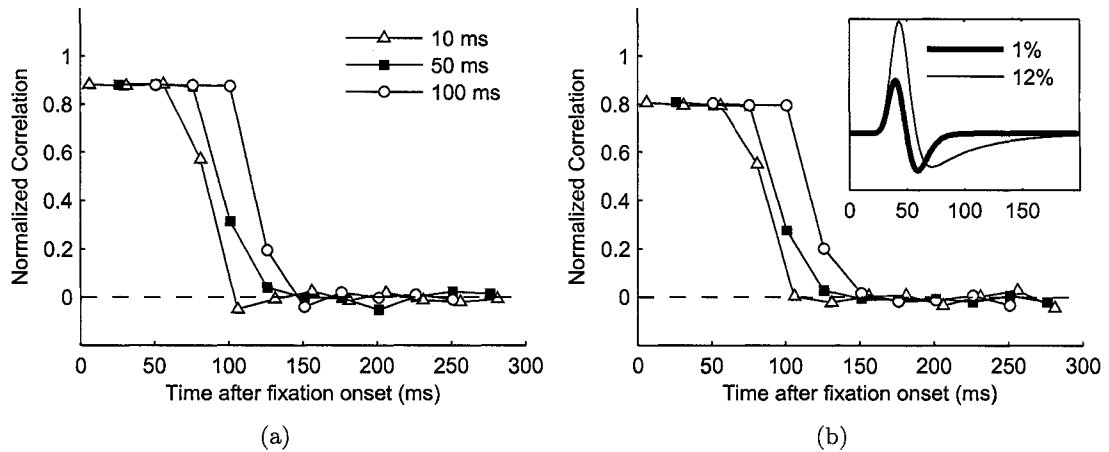 Normalized Correlation
1
0.8
0.6
0.4
0.2
0
0 50 100 150 200 250 300
Time after fixation onset (ms)
10 ms
50 ms
100 ms
(a)
Normalized Correlation
1
0.8
0.6
0.4
0.2
0
0 50 100 150 200 250 300
Time after fixation onset (ms)
1%
12%
0 50 100 150
(b)